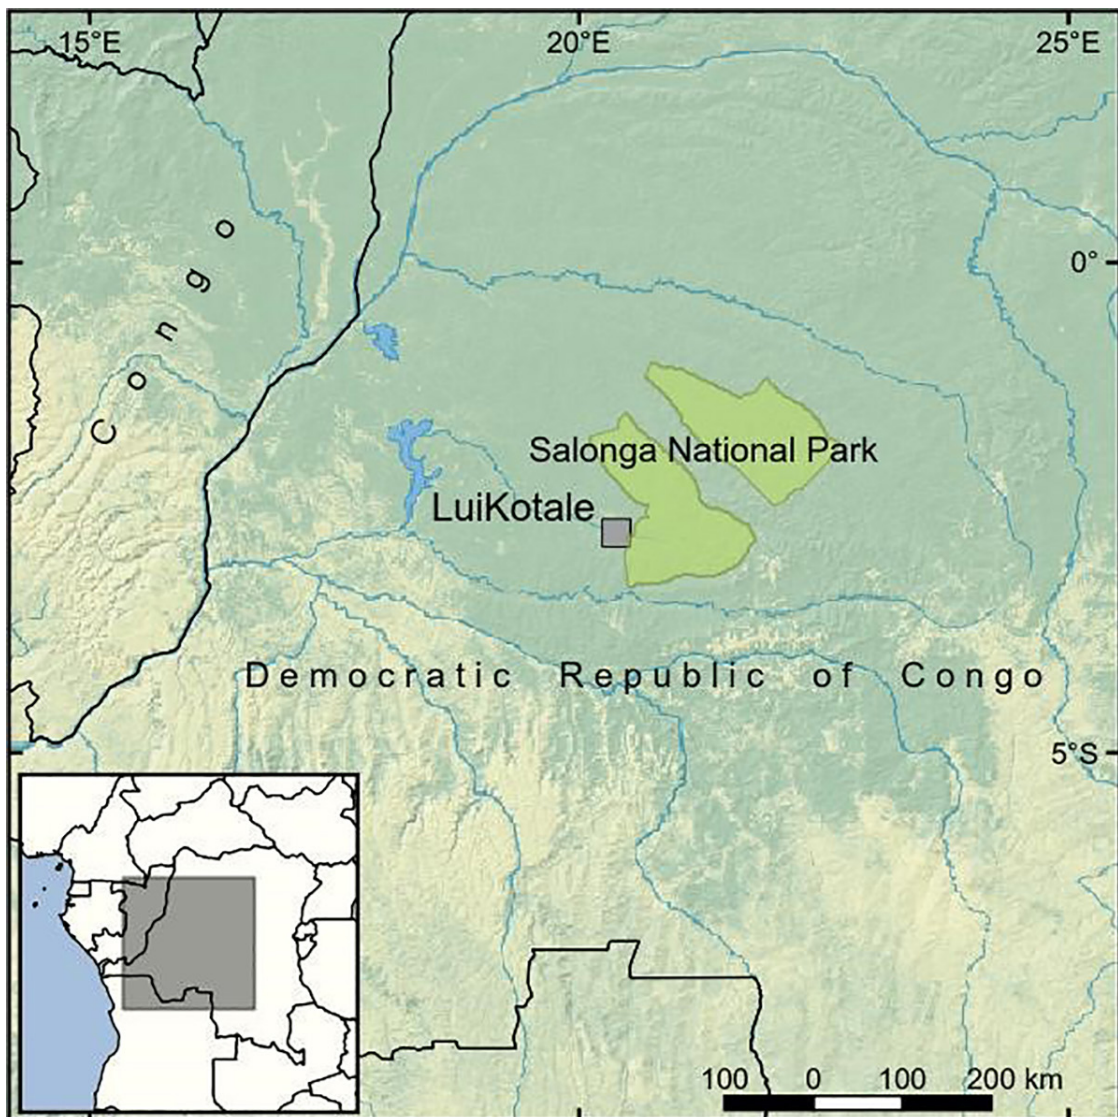 15°E 20°E 25°E
Congo
0°
Salonga National Park
LuiKotale
Democratic Republic of Congo
5°S
100 0 100 200 km